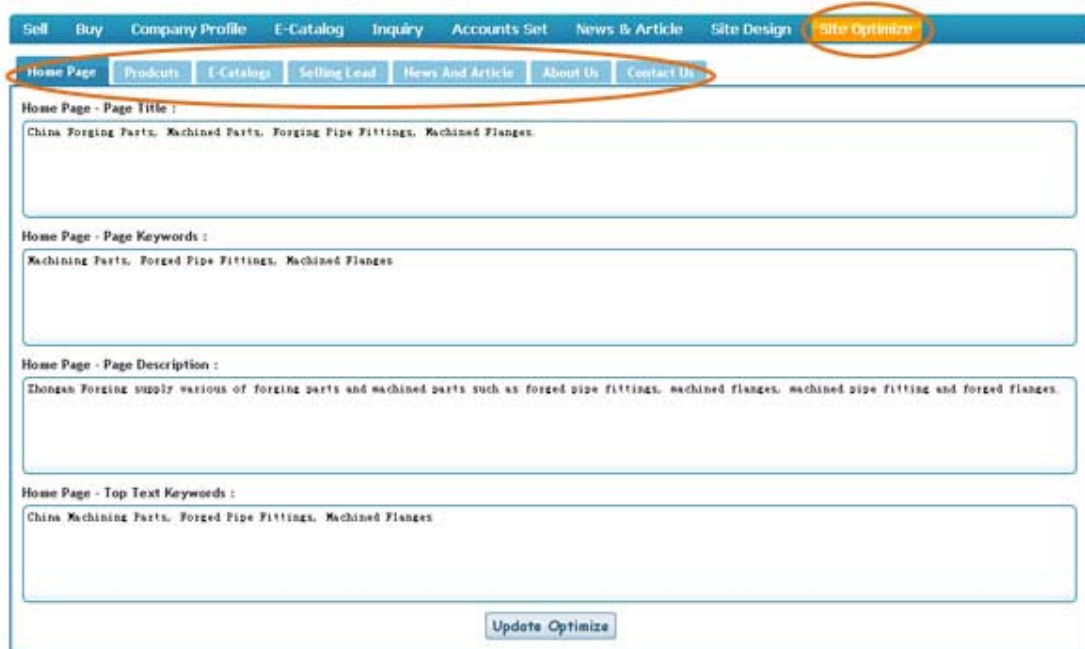 Sell Buy Company Profile E-Catalog Inquiry Accounts Set News & Article Site Design Site Optimize
Home Page Prodcuts E-Catalogs Selling Lead News And Article About Us Contact Us
Home Page - Page Title :
China Forging Parts, Machined Parts, Forging Pipe Fittings, Machined Flanges.
Home Page - Page Keywords :
Machining Parts, Forged Pipe Fittings, Machined Flanges
Home Page - Page Description :
Zhongan Forging supply various of forging parts and machined parts such as forged pipe fittings, machined flanges, machined pipe fitting and forged flanges.
Home Page - Top Text Keywords :
China Machining Parts, Forged Pipe Fittings, Machined Flanges
Update Optimize